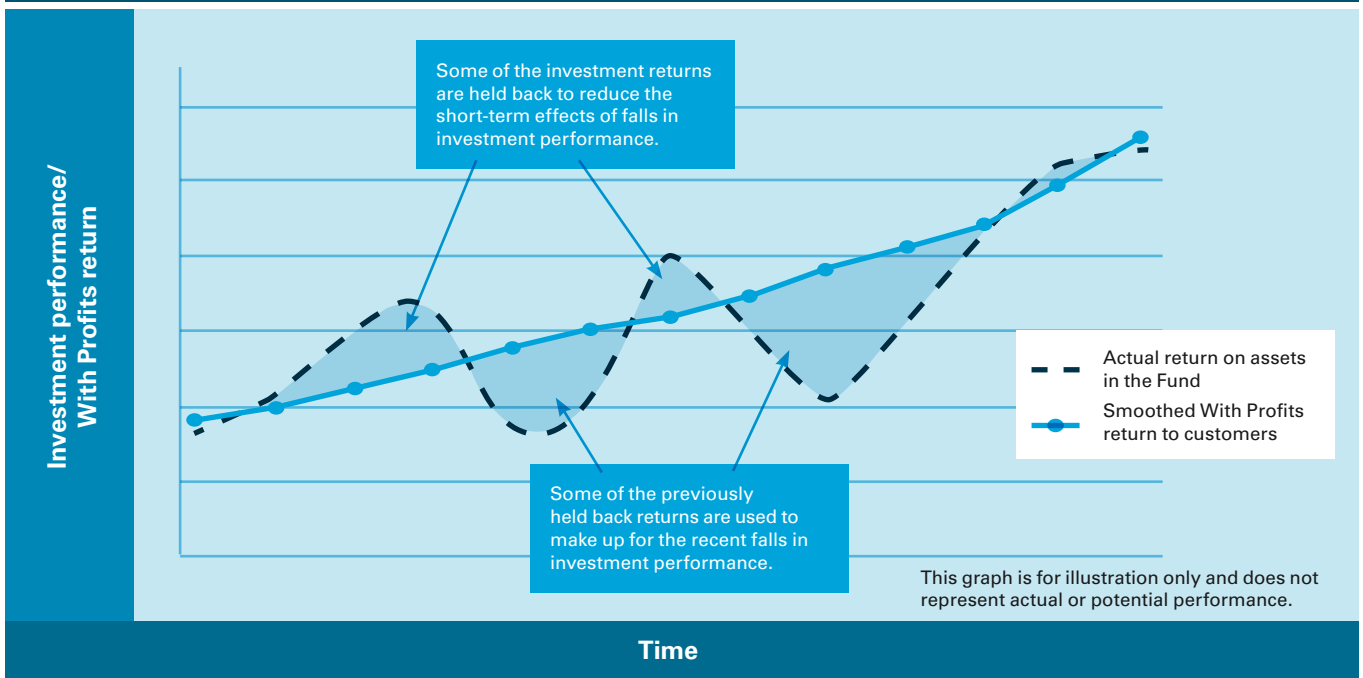 Investment performance/
With Profits return
Some of the investment returns
are held back to reduce the
short-term effects of falls in
investment performance.
Actual return on assets
in the Fund
Smoothed With Profits
return to customers
Some of the previously
held back returns are used to
make up for the recent falls in
investment performance.
This graph is for illustration only and does not
represent actual or potential performance.
Time